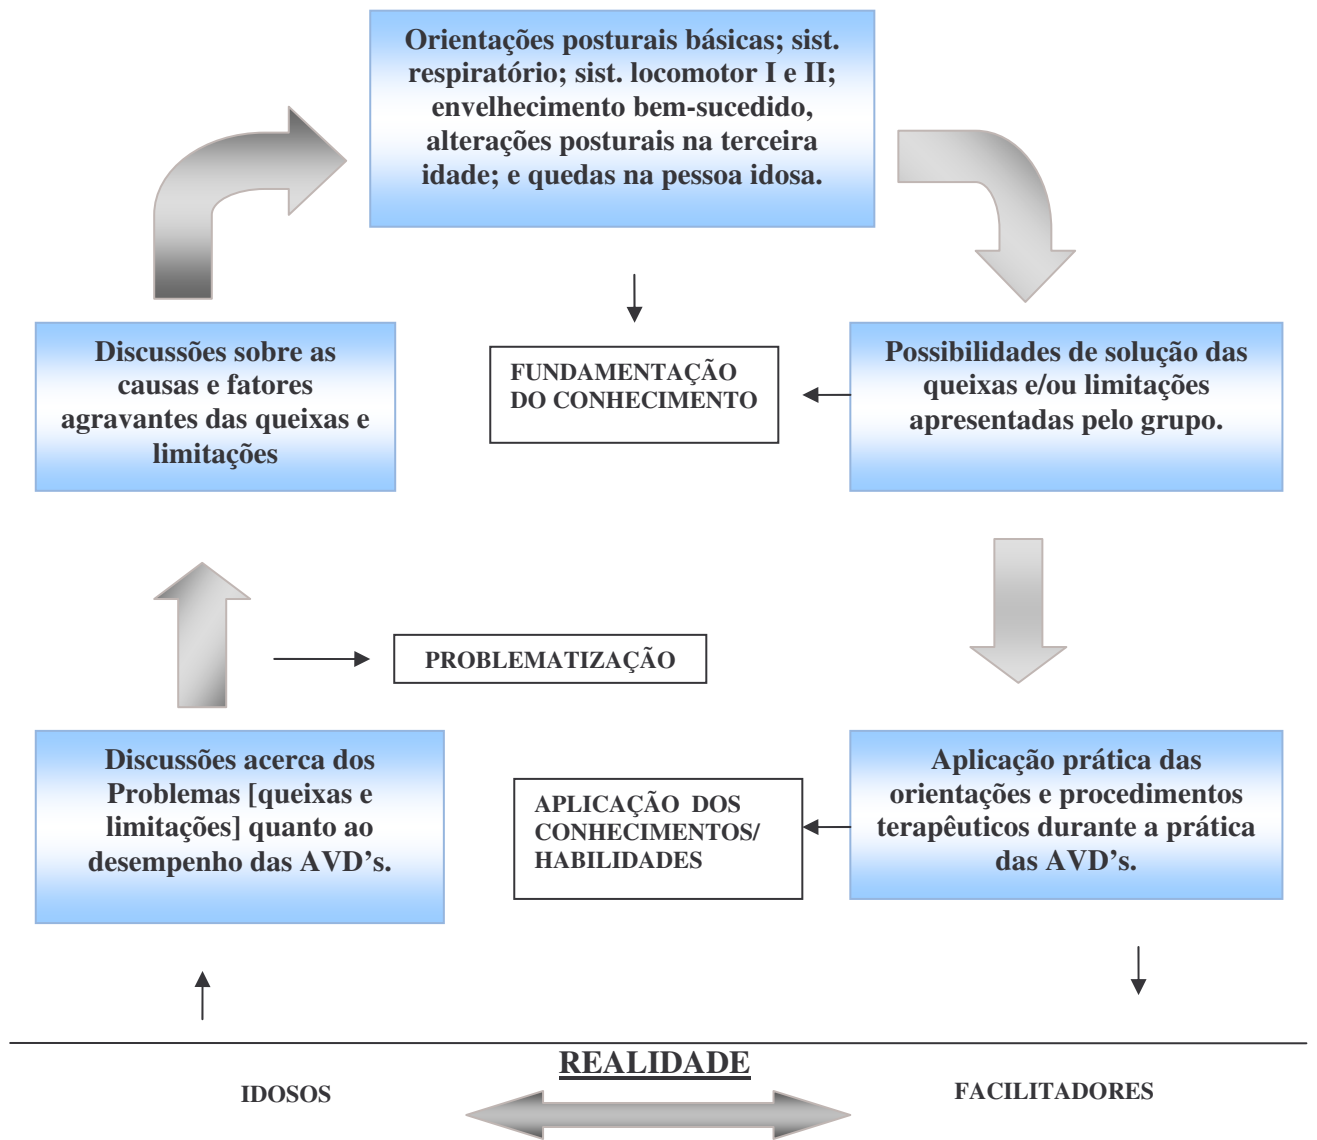 Orientações posturais básicas; sist.
respiratório; sist. locomotor I e II;
envelhecimento bem-sucedido,
alterações posturais na terceira
idade; e quedas na pessoa idosa.
Discussões sobre as
causas e fatores
agravantes das queixas e
limitações
FUNDAMENTAÇÃO
DO CONHECIMENTO
Possibilidades de solução das
queixas e/ou limitações
apresentadas pelo grupo.
PROBLEMATIZAÇÃO
Discussões acerca dos
Problemas [queixas e
limitações] quanto ao
desempenho das AVD’s.
APLICAÇÃO DOS
CONHECIMENTOS/
HABILIDADES
Aplicação prática das
orientações e procedimentos
terapêuticos durante a prática
das AVD’s.
REALIDADE
IDOSOS
FACILITADORES